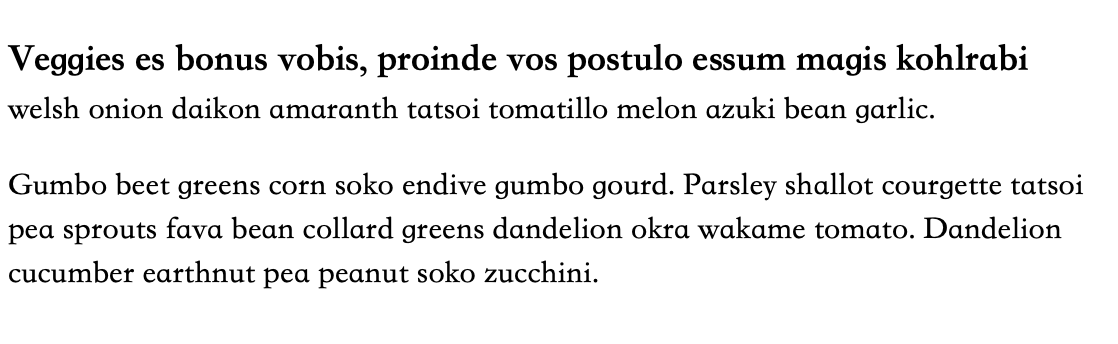 Veggies es bonus vobis, proinde vos postulo essum magis kohlrabi
welsh onion daikon amaranth tatsoi tomatillo melon azuki bean garlic.
Gumbo beet greens corn soko endive gumbo gourd. Parsley shallot courgette tatsoi
pea sprouts fava bean collard greens dandelion okra wakame tomato. Dandelion
cucumber earthnut pea peanut soko zucchini.